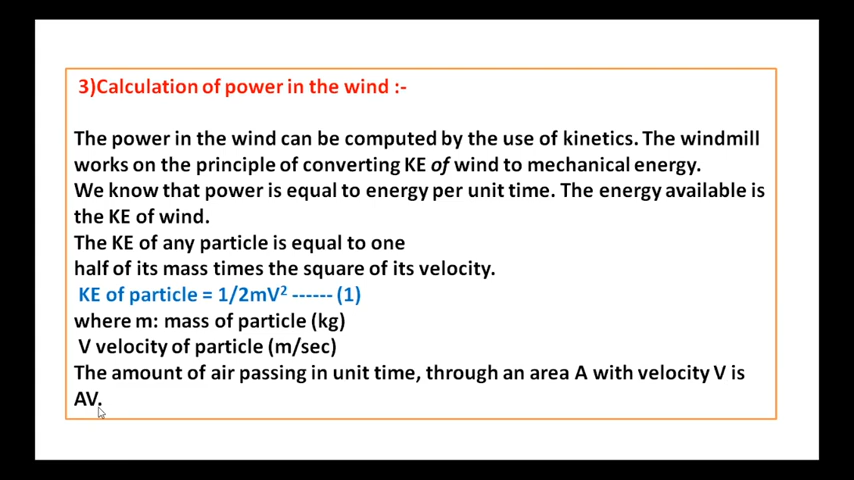 3)Calculation of power in the wind :-
The power in the wind can be computed by the use of kinetics. The windmill
works on the principle of converting KE of wind to mechanical energy.
We know that power is equal to energy per unit time. The energy available is
the KE of wind.
The KE of any particle is equal to one
half of its mass times the square of its velocity.
KE of particle = 1/2mV² ------ (1)
where m: mass of particle (kg)
V velocity of particle (m/sec)
The amount of air passing in unit time, through an area A with velocity V is
AV.